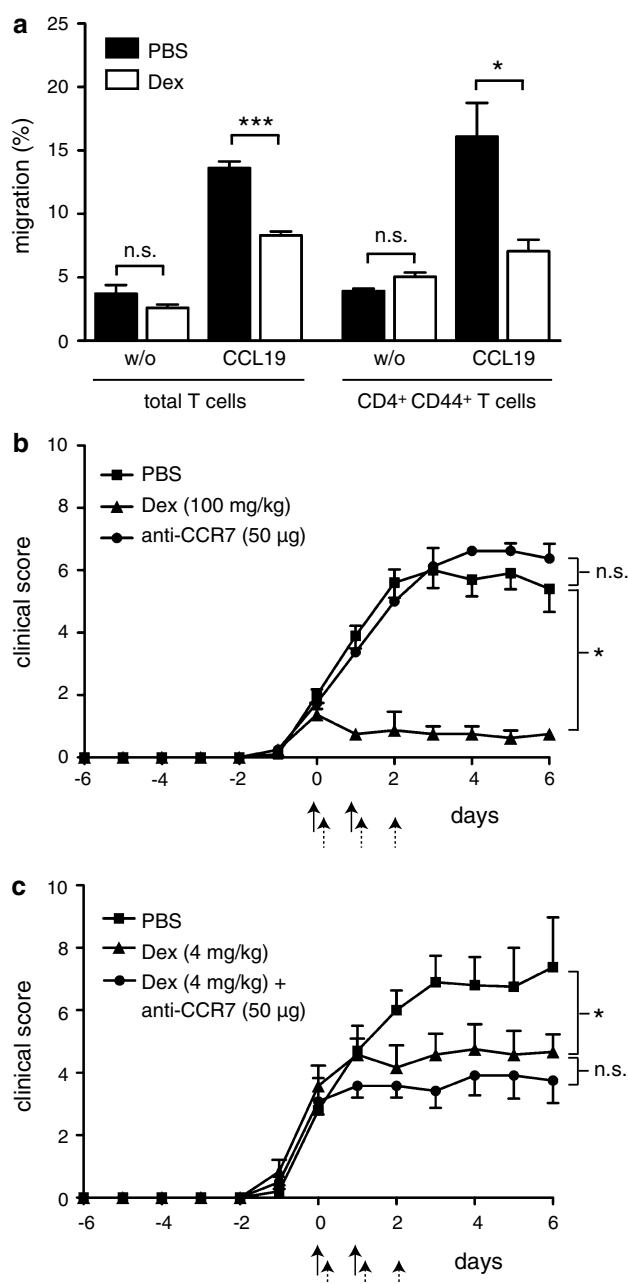 a
25
20
15
10
5
0
migration (%)
PBS
Dex
n.s.
***
n.s.
*
w/o CCL19 w/o CCL19
total T cells CD4+ CD44+ T cells
b
10
8
6
4
2
0
clinical score
PBS
Dex (100 mg/kg)
anti-CCR7 (50 µg)
n.s.
*
-6 -4 -2 0 2 4 6
days
c
10
8
6
4
2
0
clinical score
PBS
Dex (4 mg/kg)
Dex (4 mg/kg) +
anti-CCR7 (50 µg)
*
n.s.
-6 -4 -2 0 2 4 6
days